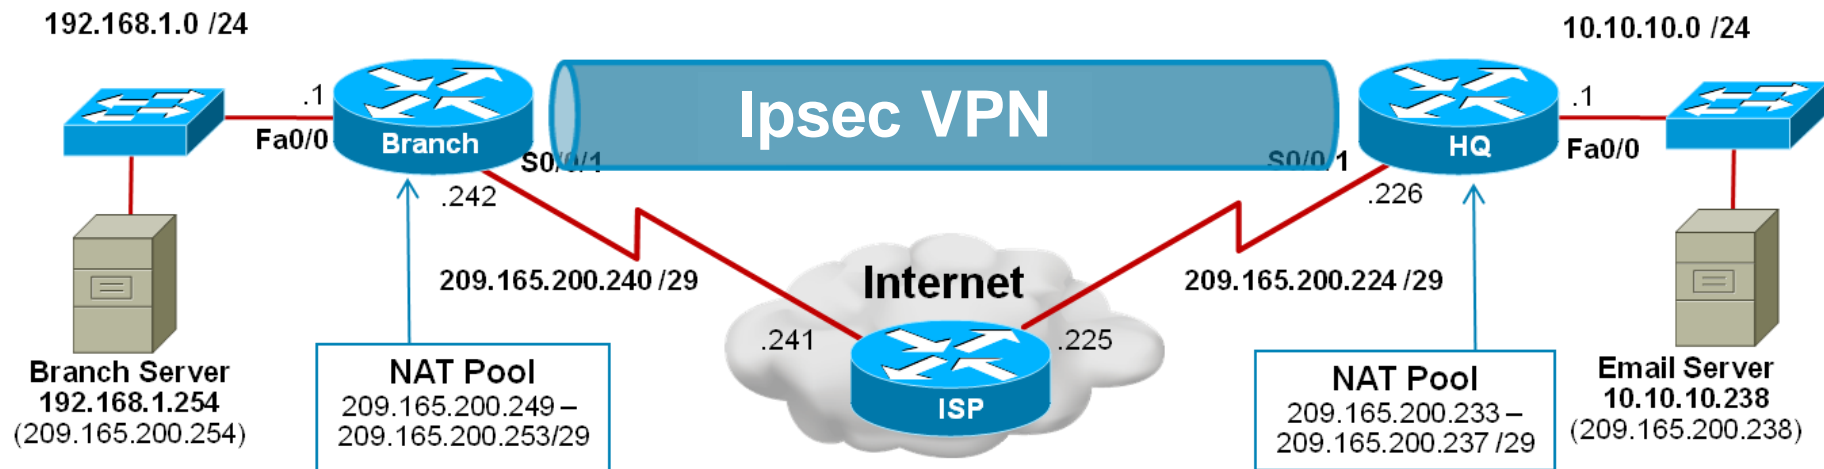 192.168.1.0 /24
10.10.10.0 /24
.1
Fa0/0
Branch
S0/0/1
.242
Ipsec VPN
HQ
S0/0/1
.226
.1
Fa0/0
209.165.200.240 /29
Internet
209.165.200.224 /29
.241
.225
ISP
Branch Server
192.168.1.254
(209.165.200.254)
NAT Pool
209.165.200.249 –
209.165.200.253/29
NAT Pool
209.165.200.233 –
209.165.200.237 /29
Email Server
10.10.10.238
(209.165.200.238)